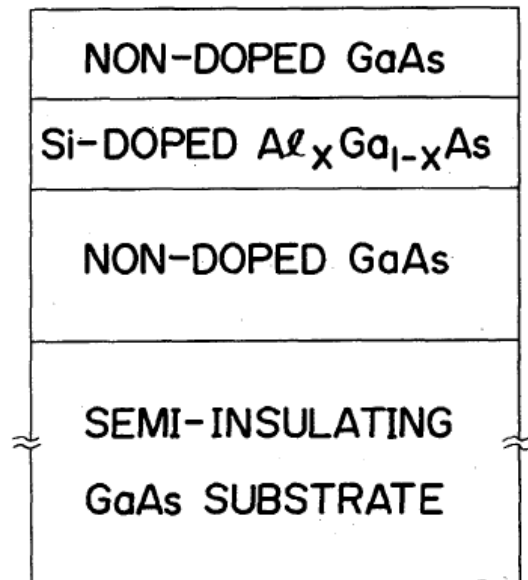 NON-DOPED GaAs
Si-DOPED AlₓGa₁₋ₓAs
NON-DOPED GaAs
SEMI-INSULATING
GaAs SUBSTRATE